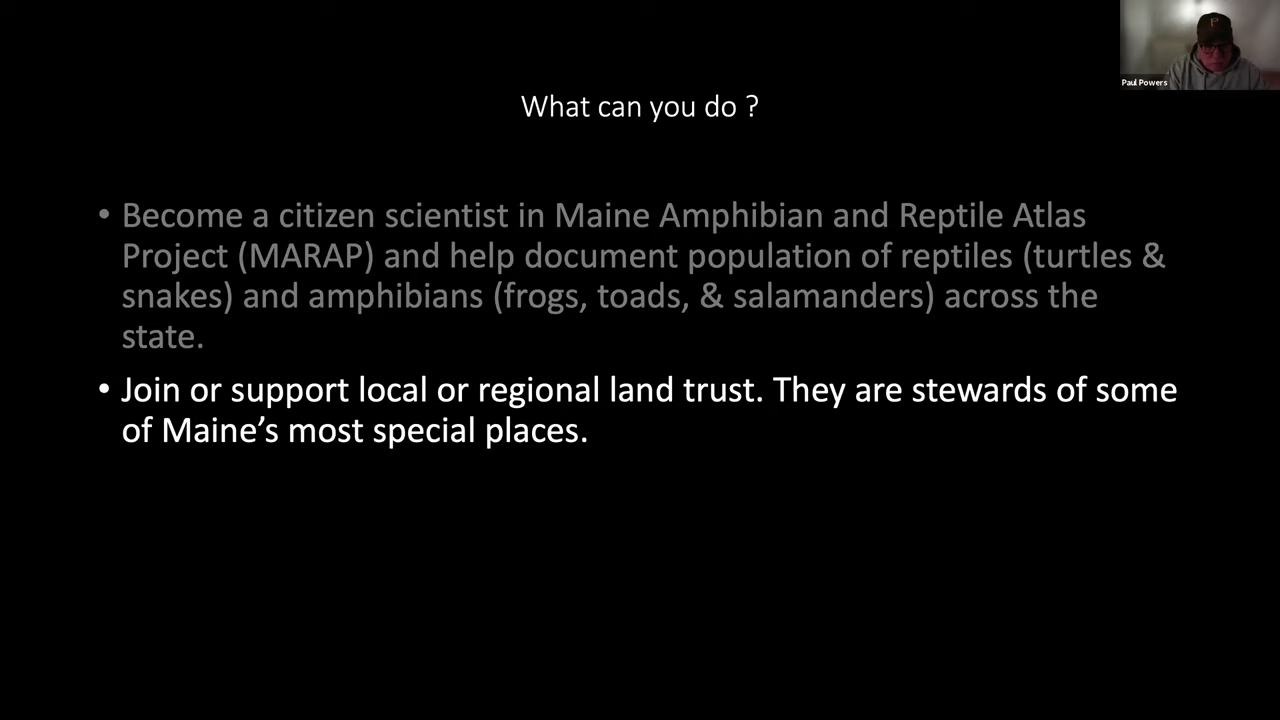 Paul Powers
What can you do ?
• Become a citizen scientist in Maine Amphibian and Reptile Atlas
Project (MARAP) and help document population of reptiles (turtles &
snakes) and amphibians (frogs, toads, & salamanders) across the
state.
• Join or support local or regional land trust. They are stewards of some
of Maine’s most special places.
P